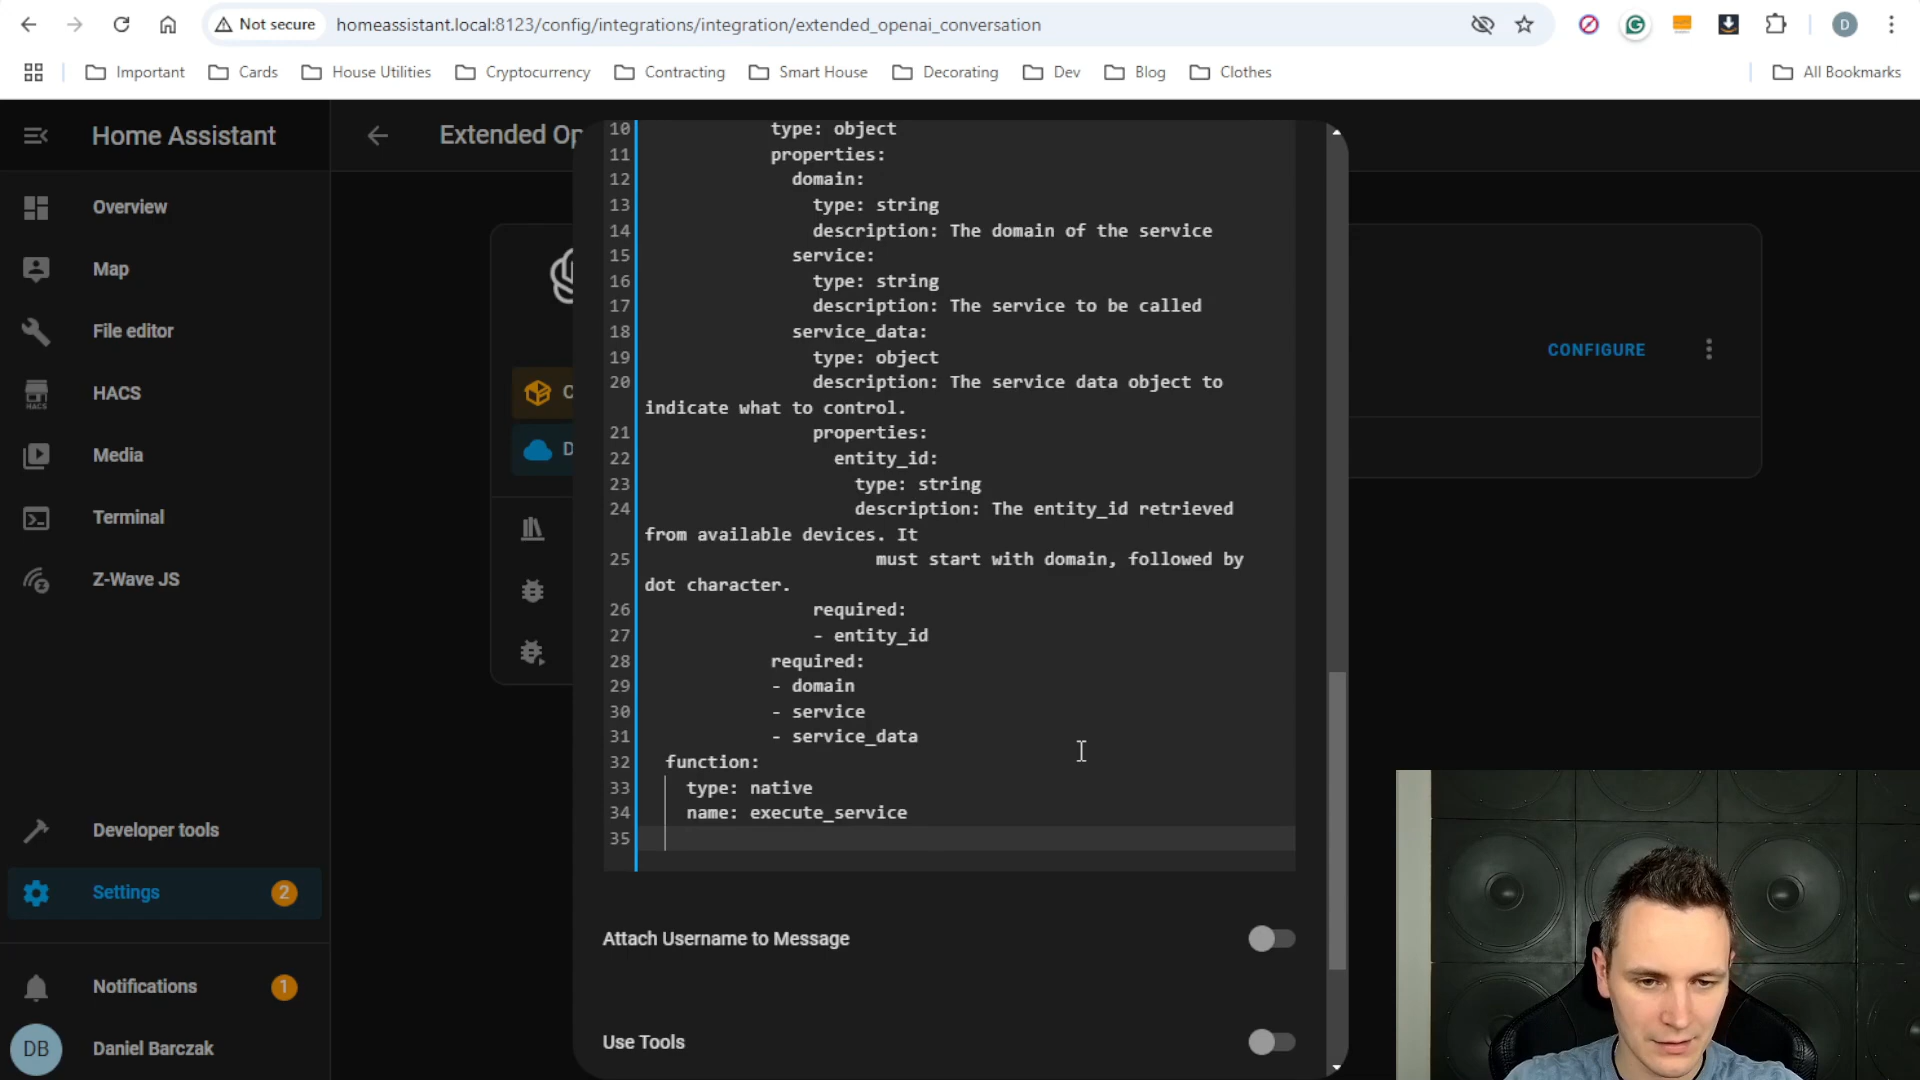 Not secure
homeassistant.local:8123/config/integrations/integration/extended_openai_conversation
D
Important
Cards
House Utilities
Cryptocurrency
Contracting
Smart House
Decorating
Dev
Blog
Clothes
All Bookmarks
Home Assistant
Extended Op
Overview
Map
File editor
HACS
HACS
Media
Terminal
Z-Wave JS
Developer tools
Settings
2
Notifications
1
DB
Daniel Barczak
10 type: object
11 properties:
12 domain:
13 type: string
14 description: The domain of the service
15 service:
16 type: string
17 description: The service to be called
18 service_data:
19 type: object
20 description: The service data object to
indicate what to control.
21 properties:
22 entity_id:
23 type: string
24 description: The entity_id retrieved
from available devices. It
25 must start with domain, followed by
dot character.
26 required:
27 - entity_id
28 required:
29 - domain
30 - service
31 - service_data
32 function:
33 type: native
34 name: execute_service
35
Attach Username to Message
Use Tools
CONFIGURE